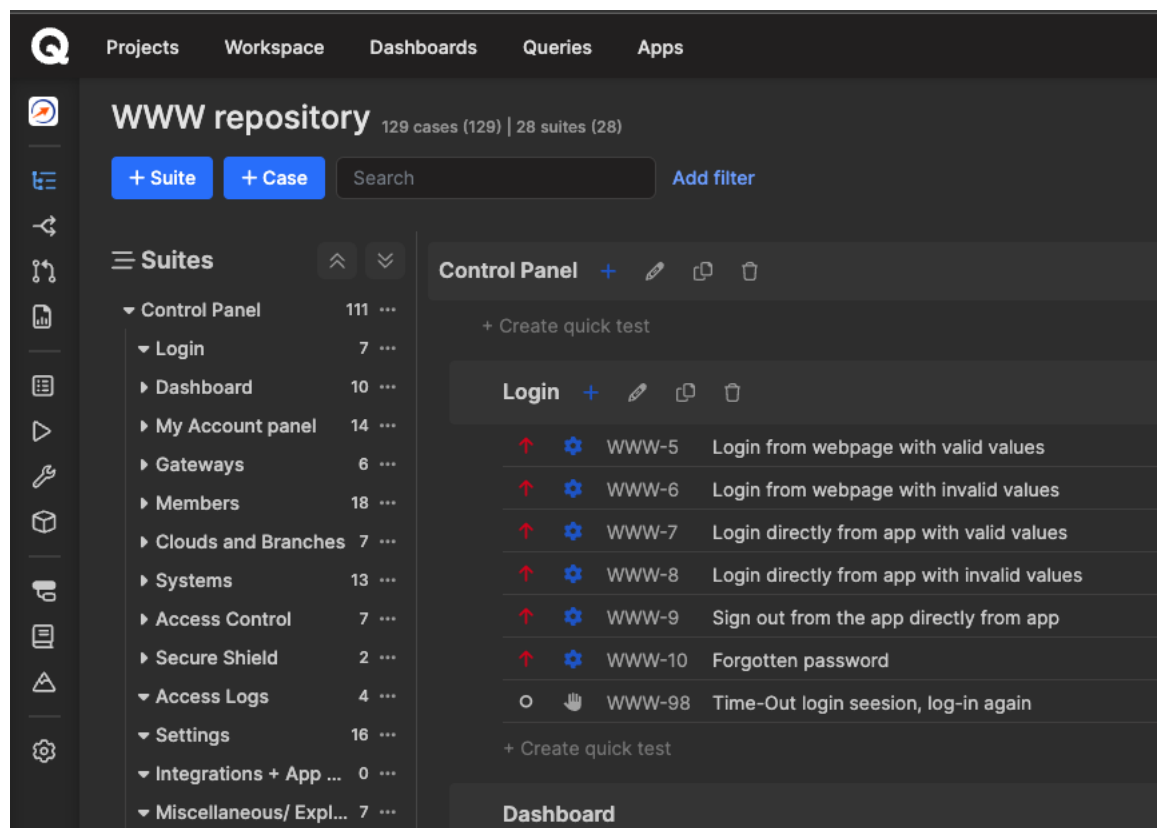 Projects Workspace Dashboards Queries Apps
WWW repository 129 cases (129) | 28 suites (28)
+ Suite + Case Search Add filter
Suites
Control Panel 111 ···
Login 7 ···
Dashboard 10 ···
My Account panel 14 ···
Gateways 6 ···
Members 18 ···
Clouds and Branches 7 ···
Systems 13 ···
Access Control 7 ···
Secure Shield 2 ···
Access Logs 4 ···
Settings 16 ···
Integrations + App ... 0 ···
Miscellaneous/ Expl... 7 ···
Control Panel +
+ Create quick test
Login +
WWW-5 Login from webpage with valid values
WWW-6 Login from webpage with invalid values
WWW-7 Login directly from app with valid values
WWW-8 Login directly from app with invalid values
WWW-9 Sign out from the app directly from app
WWW-10 Forgotten password
WWW-98 Time-Out login seesion, log-in again
+ Create quick test
Dashboard